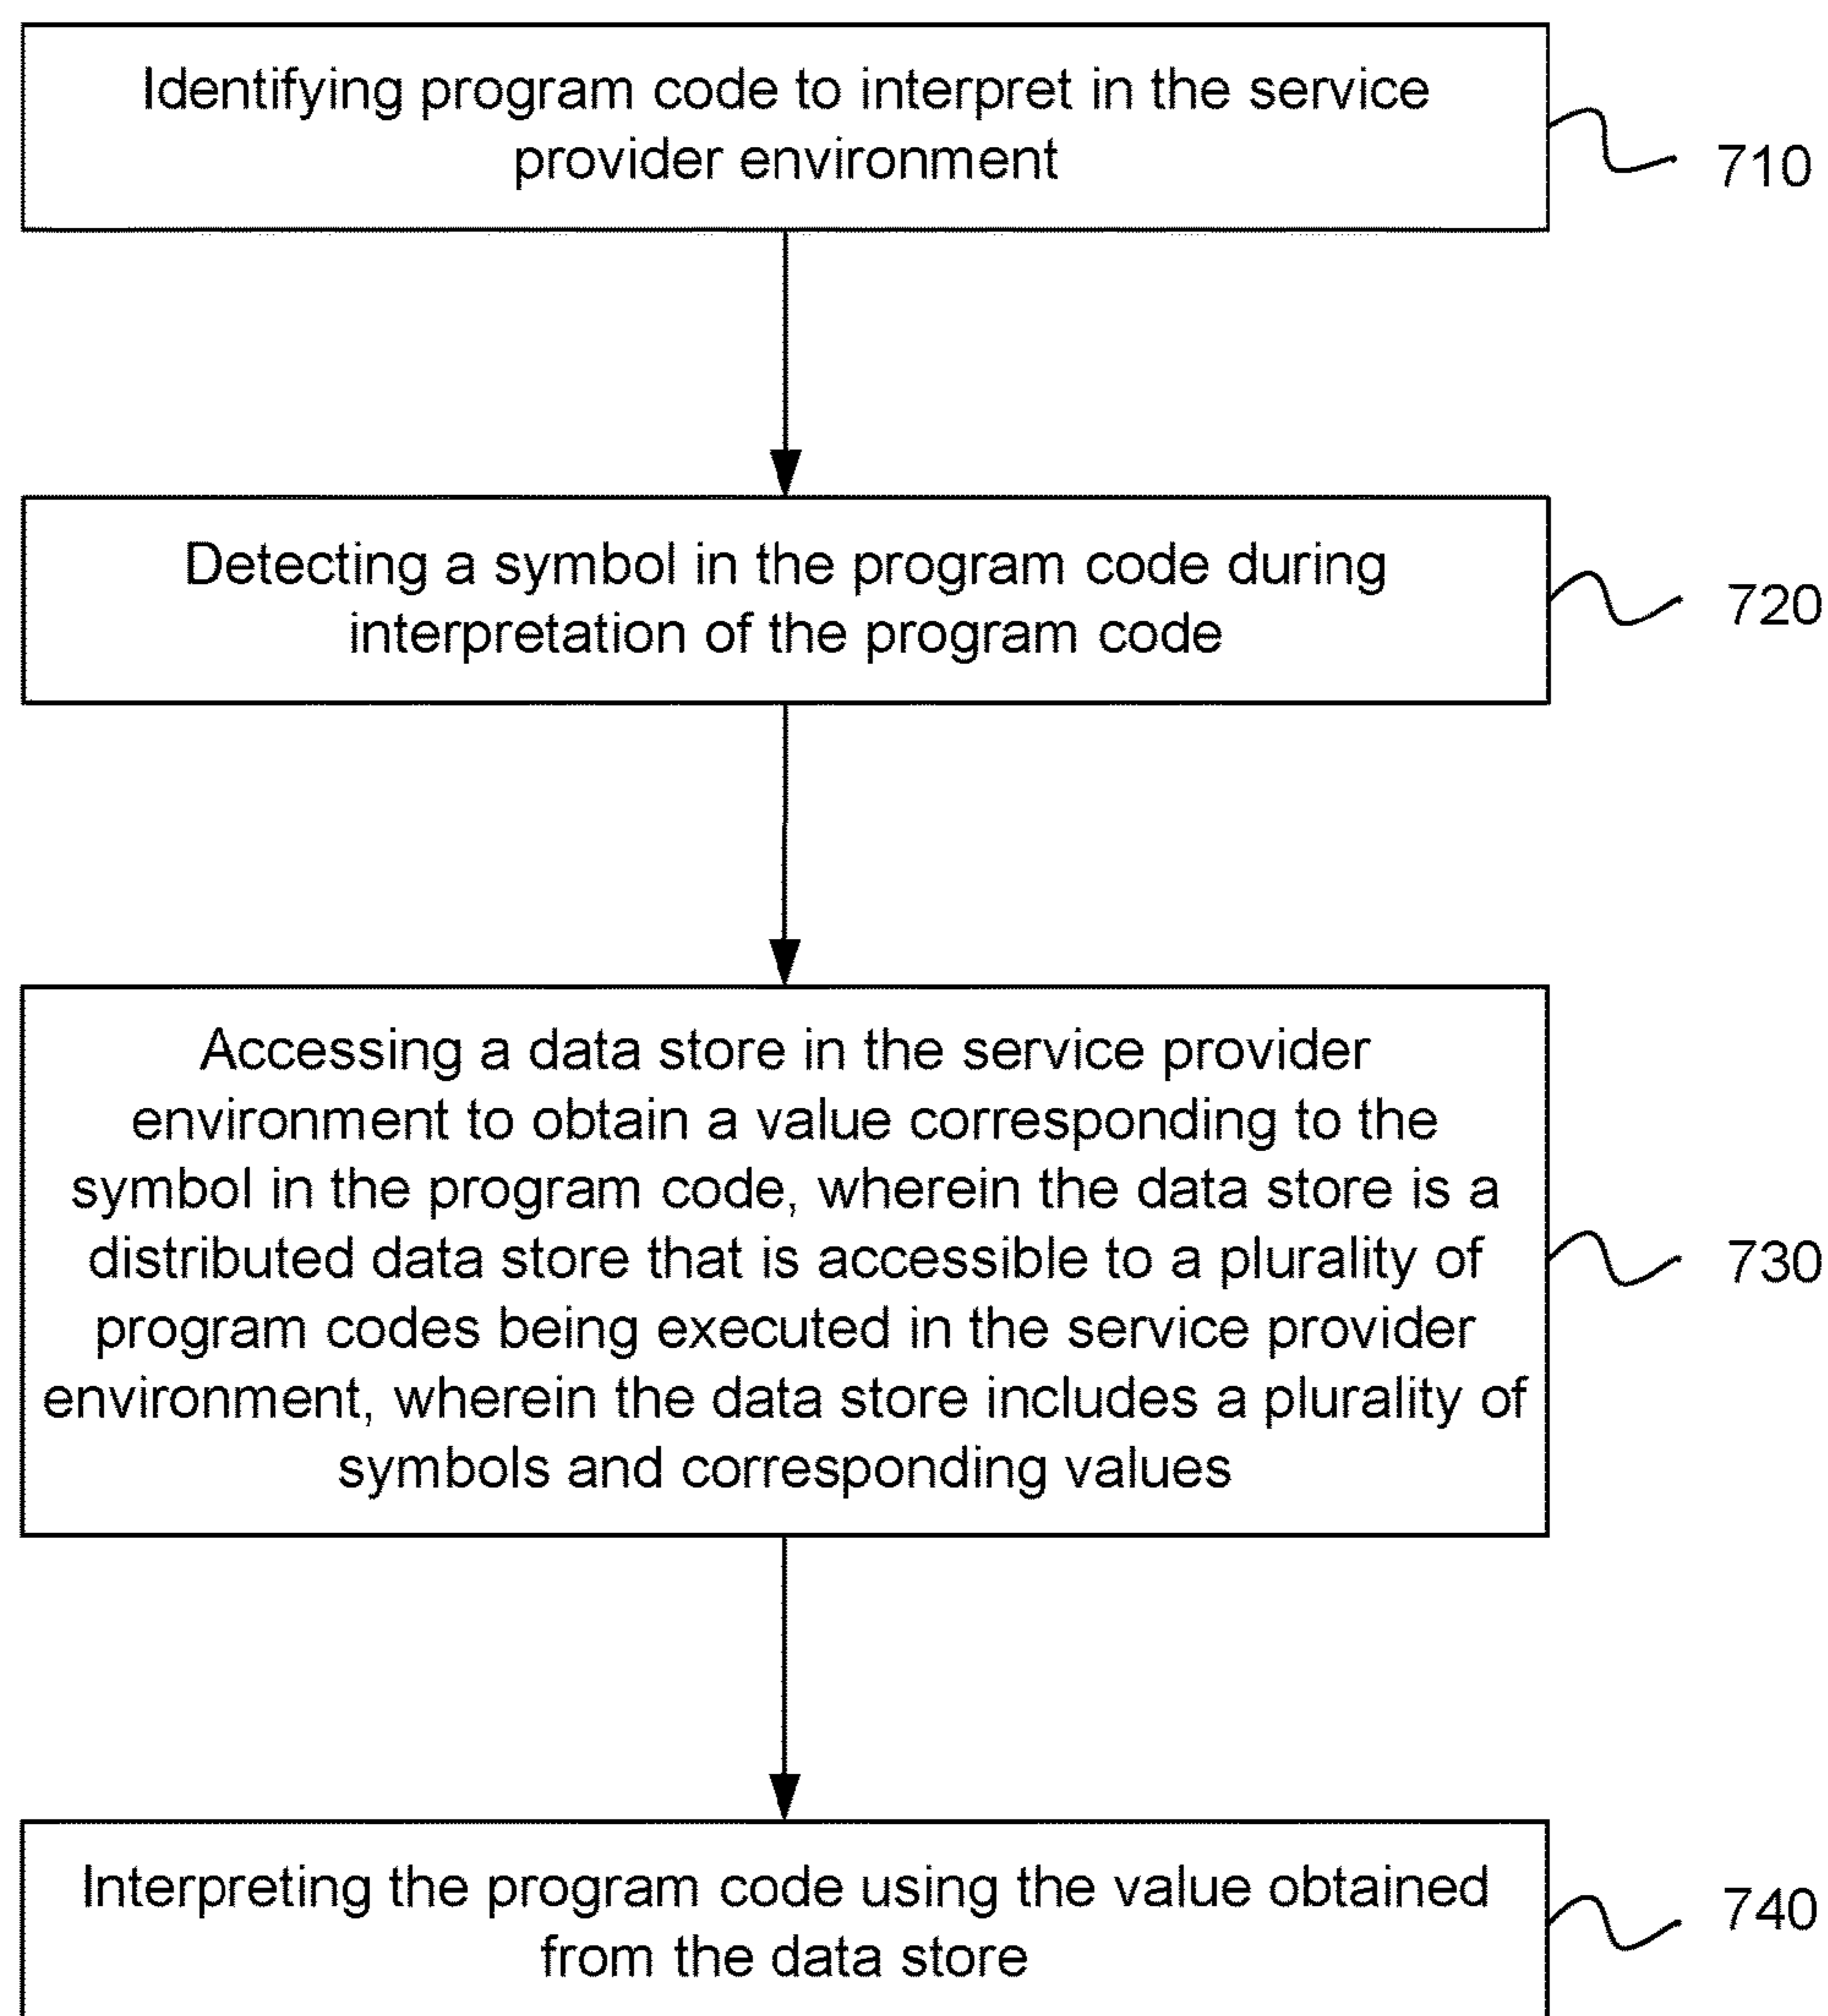 Identifying program code to interpret in the service
provider environment
710
Detecting a symbol in the program code during
interpretation of the program code
720
Accessing a data store in the service provider
environment to obtain a value corresponding to the
symbol in the program code, wherein the data store is a
distributed data store that is accessible to a plurality of
program codes being executed in the service provider
environment, wherein the data store includes a plurality of
symbols and corresponding values
730
Interpreting the program code using the value obtained
from the data store
740